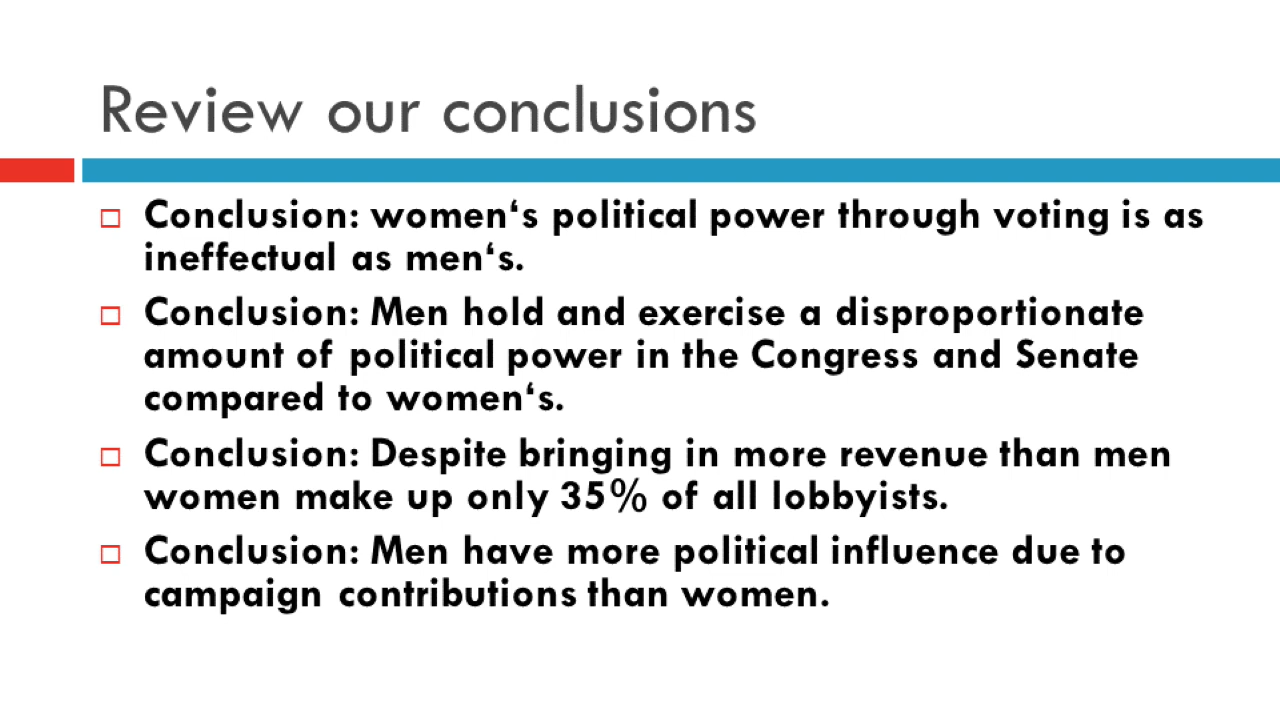 Review our conclusions
Conclusion: women‘s political power through voting is as
ineffectual as men‘s.
Conclusion: Men hold and exercise a disproportionate
amount of political power in the Congress and Senate
compared to women‘s.
Conclusion: Despite bringing in more revenue than men
women make up only 35% of all lobbyists.
Conclusion: Men have more political influence due to
campaign contributions than women.